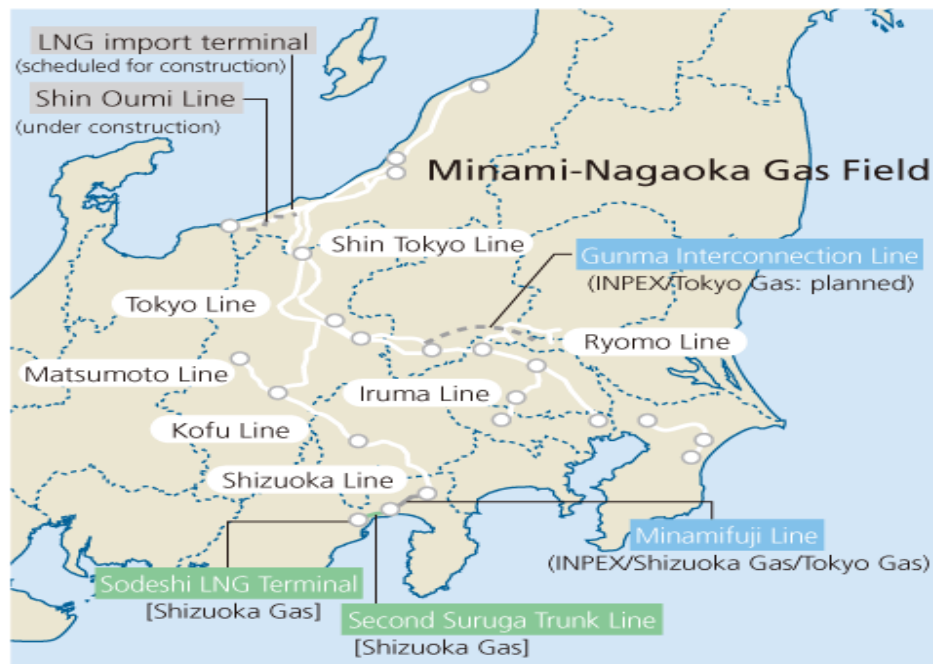 LNG import terminal
(scheduled for construction)
Shin Oumi Line
(under construction)
Minami-Nagaoka Gas Field
Shin Tokyo Line
Gunma Interconnection Line
(INPEX/Tokyo Gas: planned)
Tokyo Line
Ryomo Line
Matsumoto Line
Iruma Line
Kofu Line
Shizuoka Line
Minamifuji Line
(INPEX/Shizuoka Gas/Tokyo Gas)
Sodeshi LNG Terminal
[Shizuoka Gas]
Second Suruga Trunk Line
[Shizuoka Gas]